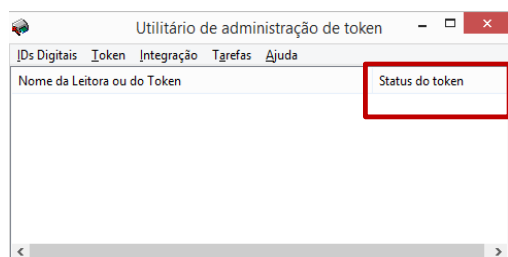 Utilitário de administração de token
IDs Digitais Token Integração Tarefas Ajuda
Nome da Leitora ou do Token Status do token